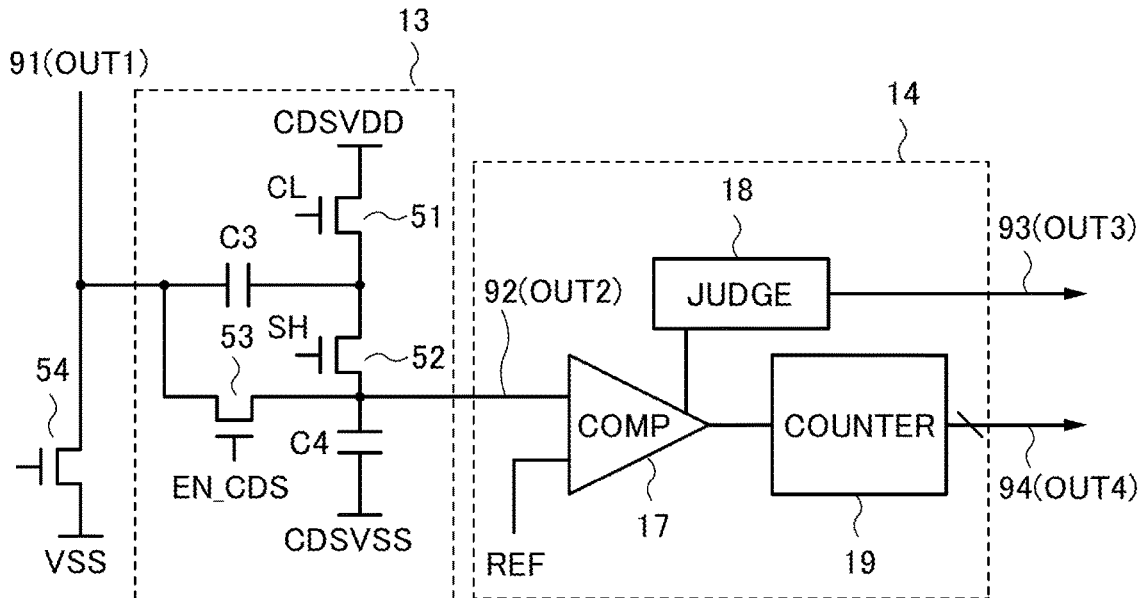 13
91(OUT1)
14
CDSVDD
CL
51
18
93(OUT3)
C3
JUDGE
92(OUT2)
SH
53
52
54
COMP
COUNTER
C4
EN_CDS
94(OUT4)
17
CDSVSS
VSS
REF
19